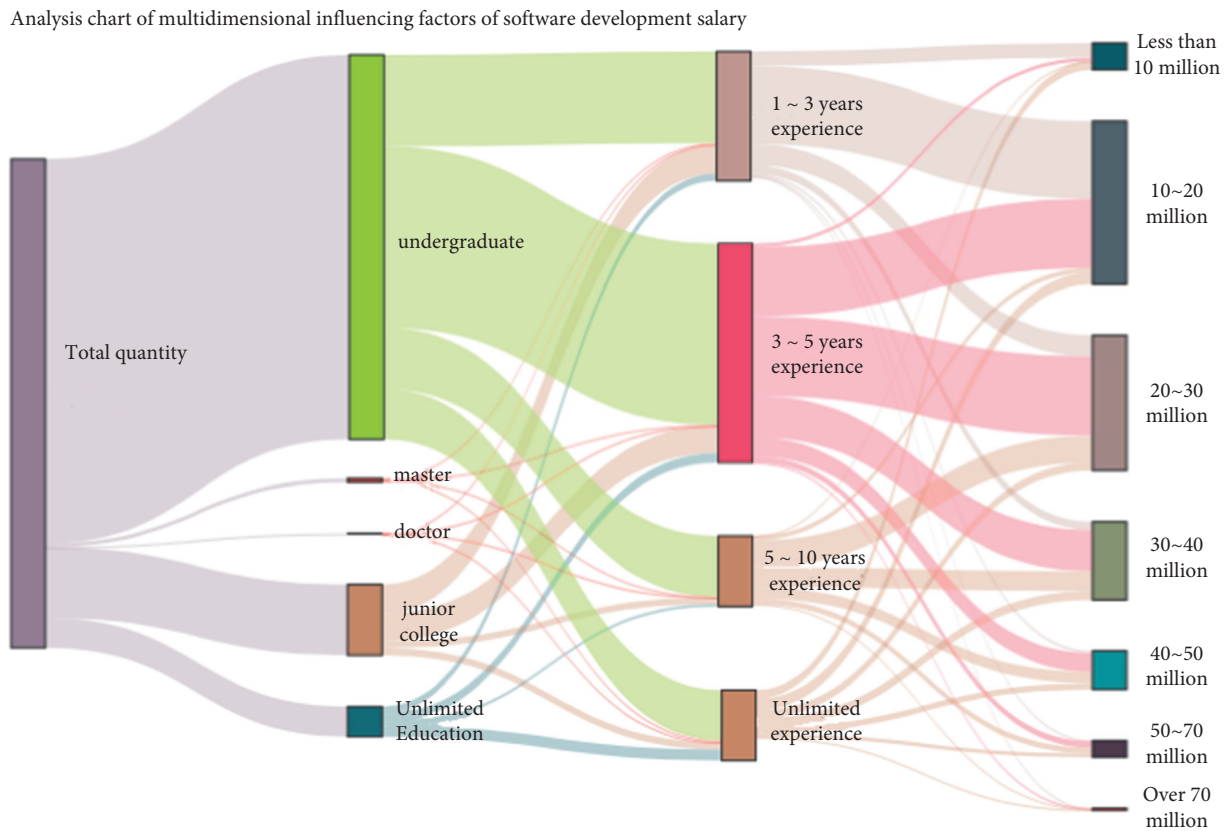 Analysis chart of multidimensional influencing factors of software development salary
Total quantity
undergraduate
master
doctor
junior
college
Unlimited
Education
1 ~ 3 years
experience
3 ~ 5 years
experience
5 ~ 10 years
experience
Unlimited
experience
Less than
10 million
10~20
million
20~30
million
30~40
million
40~50
million
50~70
million
Over 70
million